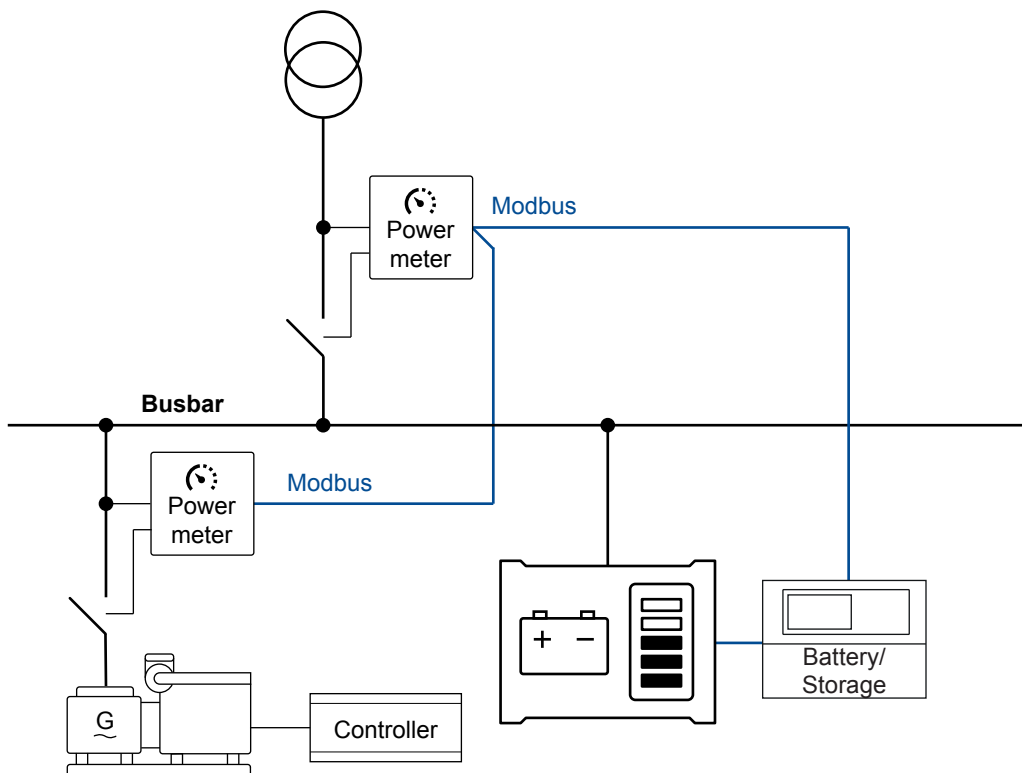 Power
meter
Modbus
Busbar
Power
meter
Modbus
+ −
Battery/
Storage
G
Controller